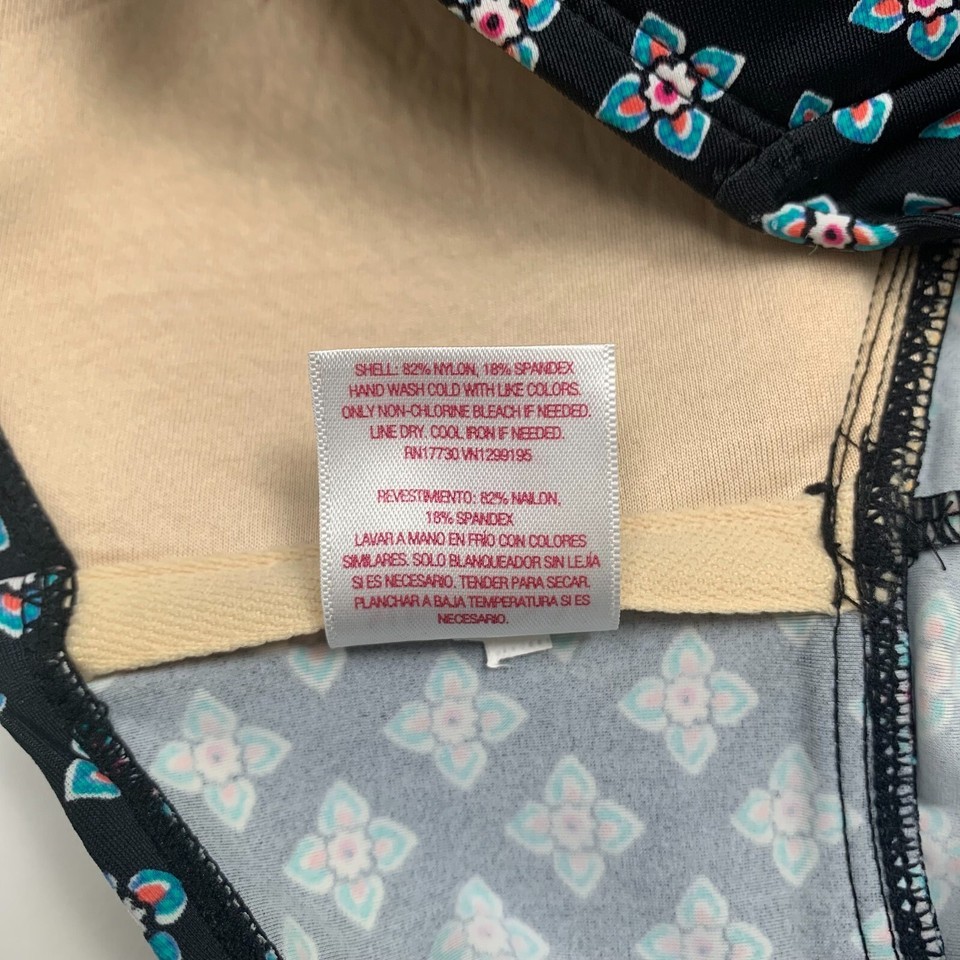 SHELL: 82% NYLON, 18% SPANDEX
HAND WASH COLD WITH LIKE COLORS.
ONLY NON-CHLORINE BLEACH IF NEEDED.
LINE DRY. COOL IRON IF NEEDED.
RN17730 VN1299195
REVESTIMIENTO: 82% NAILON,
18% SPANDEX
LAVAR A MANO EN FRÍO CON COLORES
SIMILARES. SOLO BLANQUEADOR SIN LEJÍA
SI ES NECESARIO. TENDER PARA SECAR.
PLANCHAR A BAJA TEMPERATURA SI ES
NECESARIO.